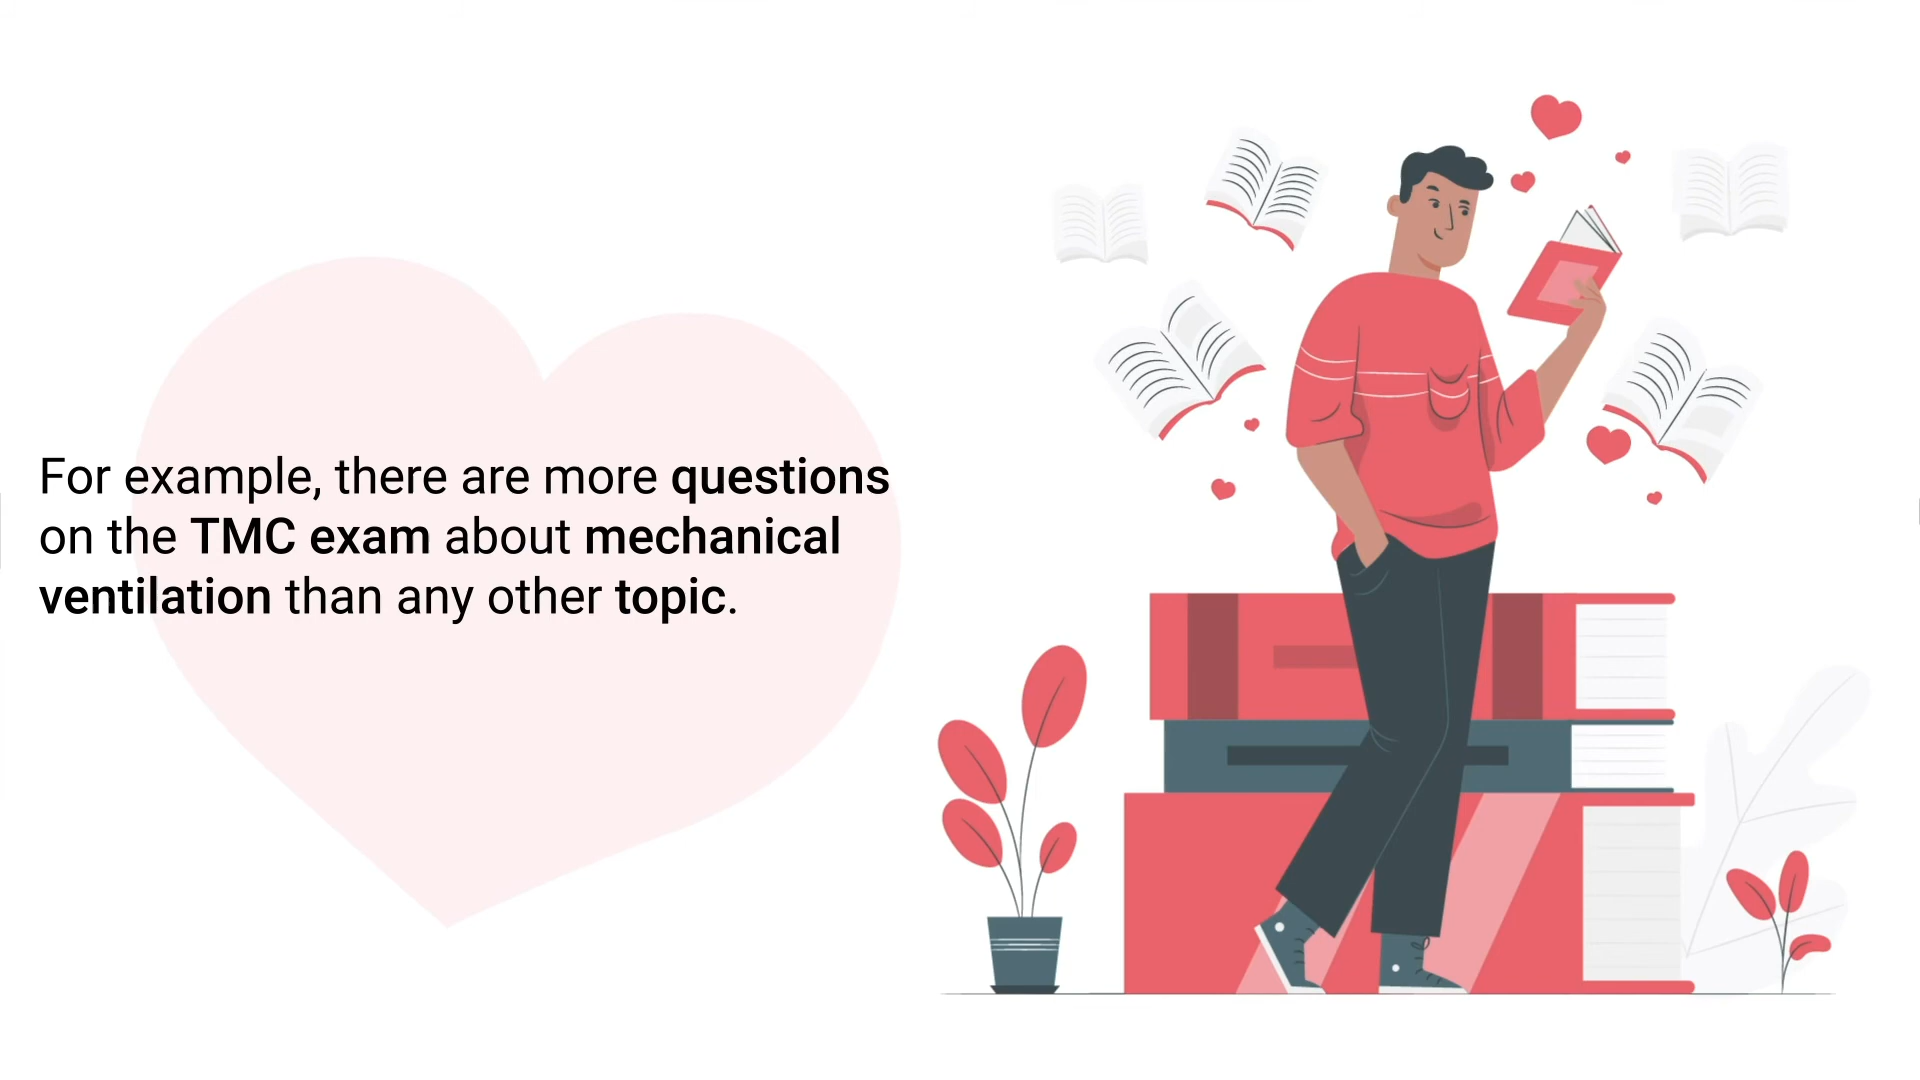 For example, there are more questions
on the TMC exam about mechanical
ventilation than any other topic.